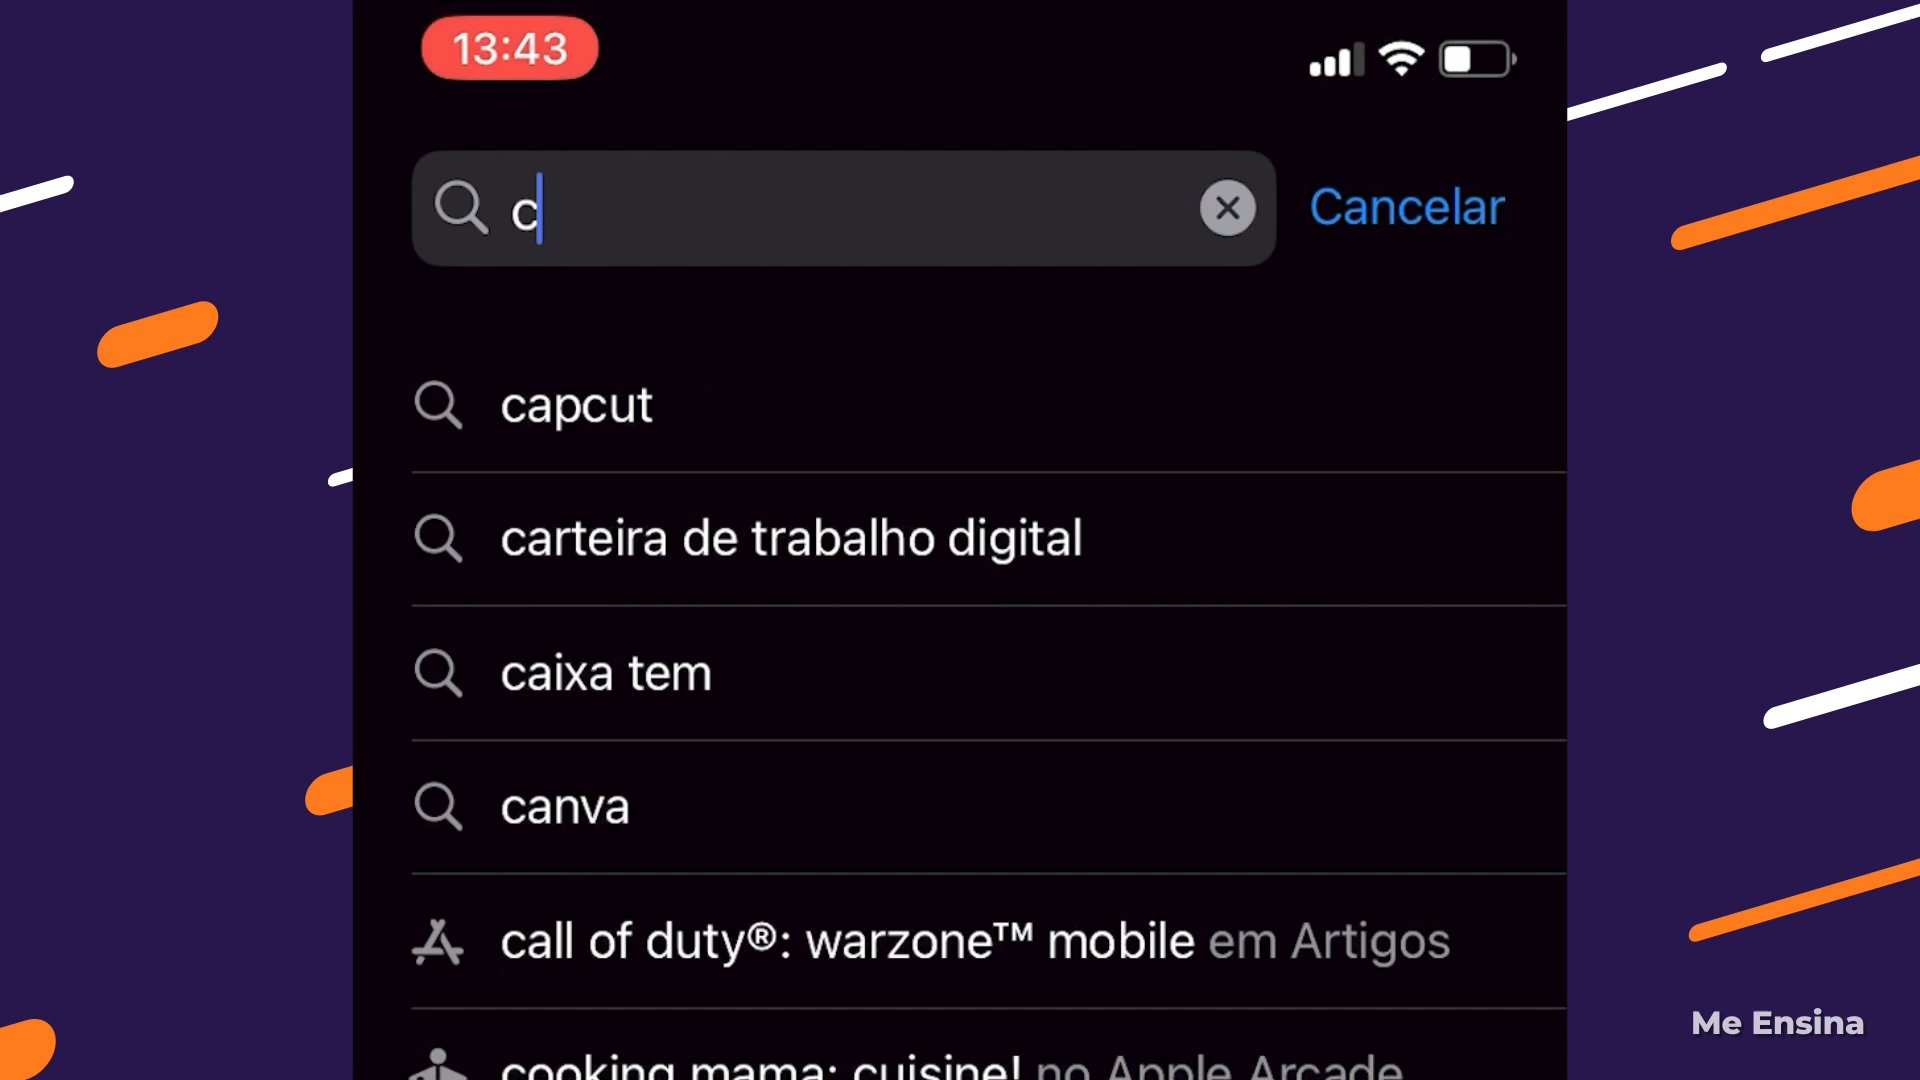 13:43
c
Cancelar
capcut
carteira de trabalho digital
caixa tem
canva
call of duty®: warzone™ mobile em Artigos
cooking mama: cuisine! no Apple Arcade
Me Ensina